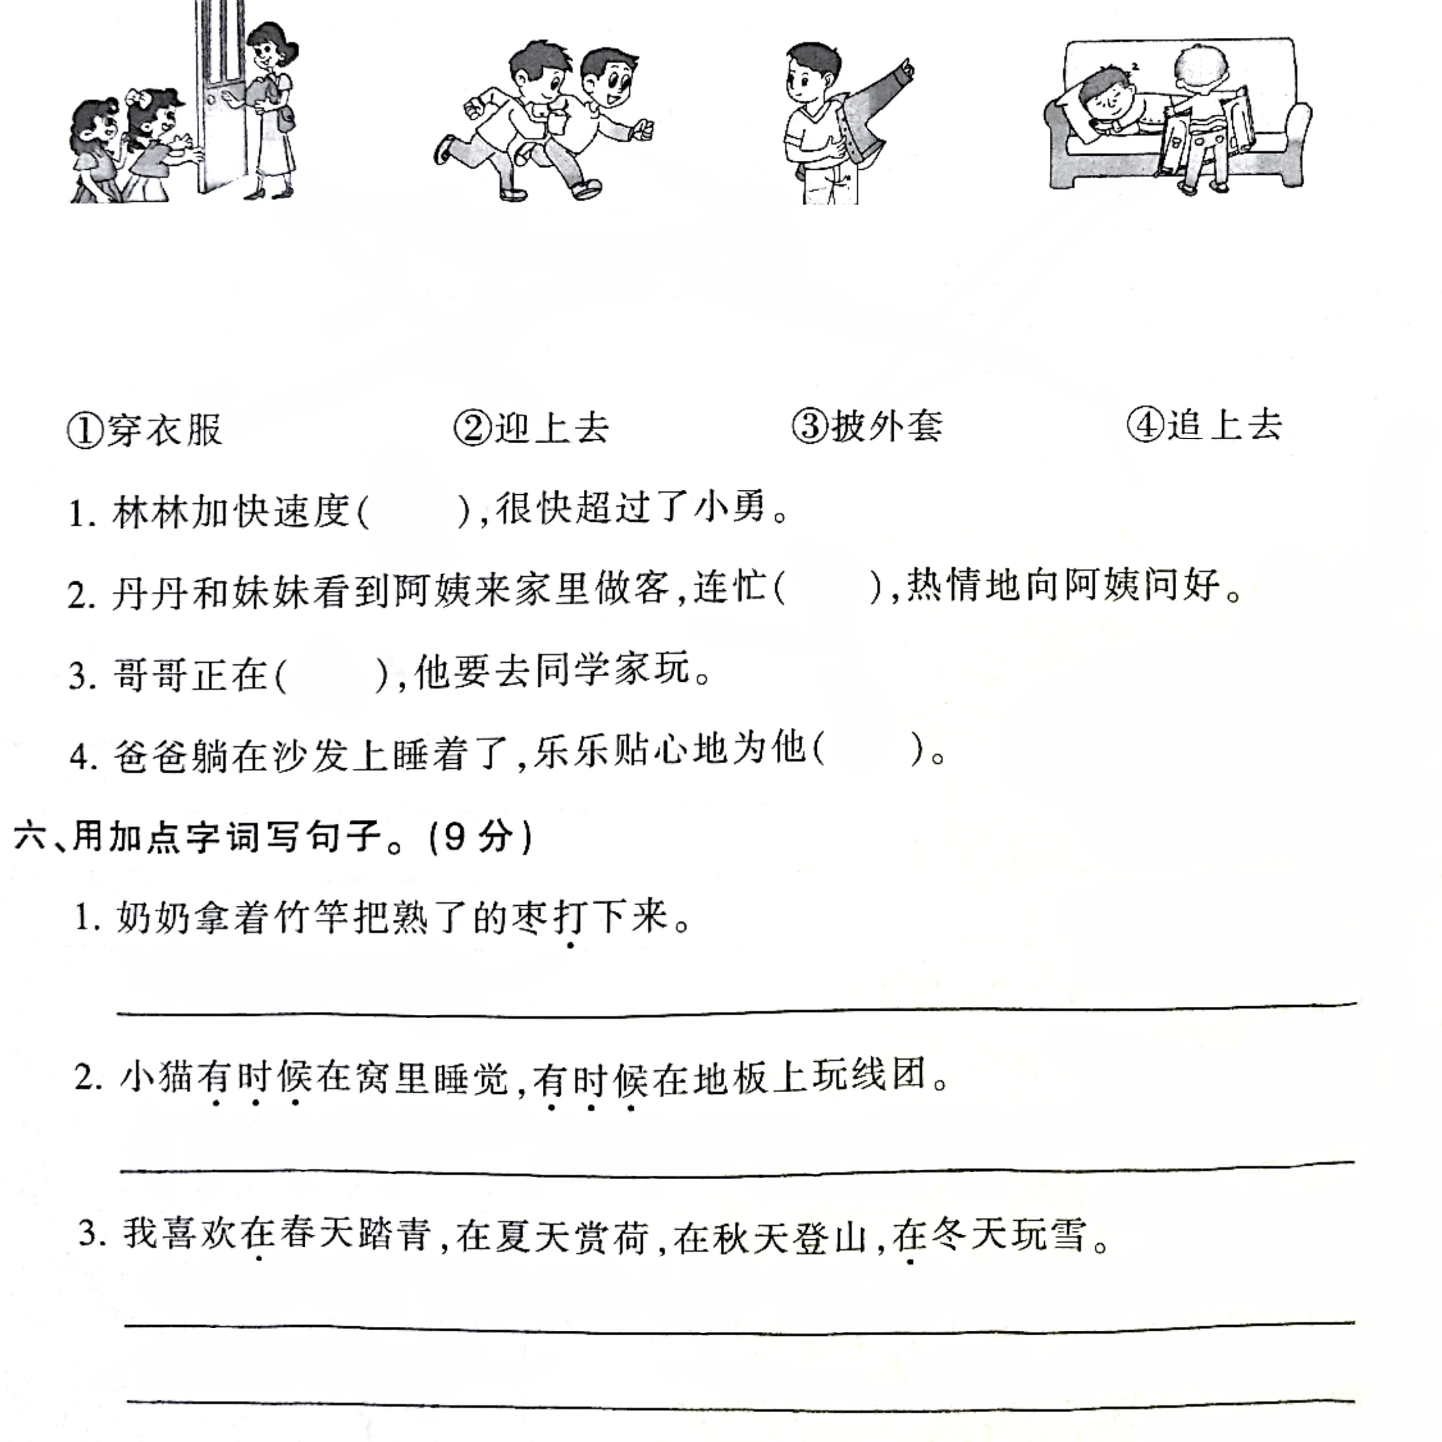 ①穿衣服 ②迎上去 ③披外套 ④追上去
1. 林林加快速度( ),很快超过了小勇。
2. 丹丹和妹妹看到阿姨来家里做客,连忙( ),热情地向阿姨问好。
3. 哥哥正在( ),他要去同学家玩。
4. 爸爸躺在沙发上睡着了,乐乐贴心地为他( )。
六、用加点字词写句子。(9 分)
1. 奶奶拿着竹竿把熟了的枣打下来。
2. 小猫有时候在窝里睡觉,有时候在地板上玩线团。
3. 我喜欢在春天踏青,在夏天赏荷,在秋天登山,在冬天玩雪。